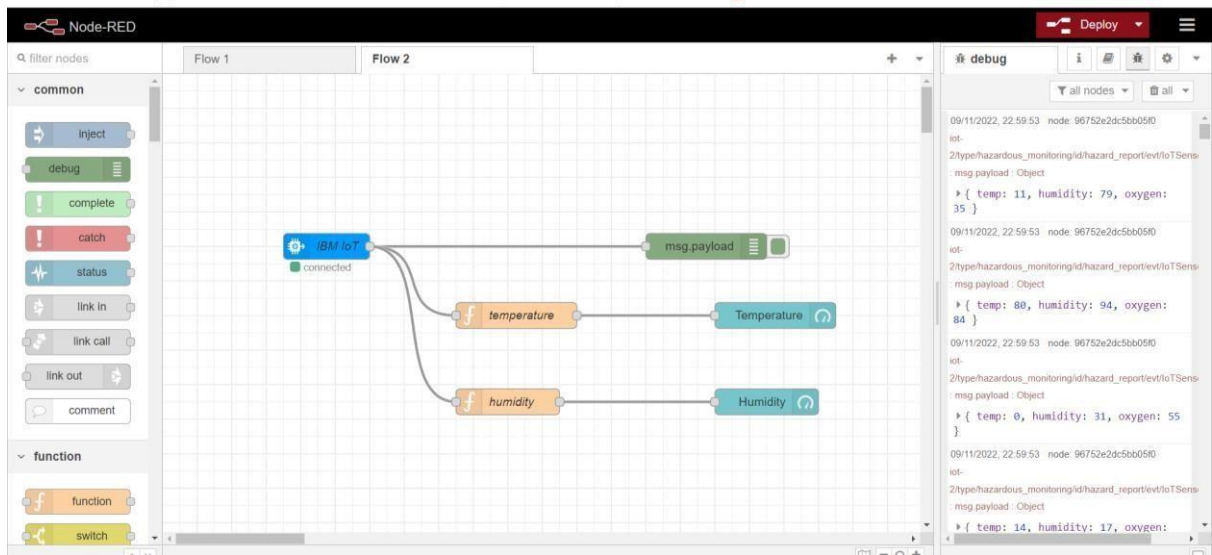 Node-RED
Deploy
filter nodes
Flow 1
Flow 2
debug
i
all nodes
all
common
inject
debug
complete
catch
status
link in
link call
link out
comment
function
function
switch
IBM IoT
connected
msg.payload
temperature
Temperature
humidity
Humidity
09/11/2022, 22:59:53 node: 96752e2dc5bb05f0
iot-
2/type/hazardous_monitoring/id/hazard_report/evt/IoTSens
: msg.payload : Object
{ temp: 11, humidity: 79, oxygen:
35 }
09/11/2022, 22:59:53 node: 96752e2dc5bb05f0
iot-
2/type/hazardous_monitoring/id/hazard_report/evt/IoTSens
: msg.payload : Object
{ temp: 80, humidity: 94, oxygen:
84 }
09/11/2022, 22:59:53 node: 96752e2dc5bb05f0
iot-
2/type/hazardous_monitoring/id/hazard_report/evt/IoTSens
: msg.payload : Object
{ temp: 0, humidity: 31, oxygen: 55
}
09/11/2022, 22:59:53 node: 96752e2dc5bb05f0
iot-
2/type/hazardous_monitoring/id/hazard_report/evt/IoTSens
: msg.payload : Object
{ temp: 14, humidity: 17, oxygen: